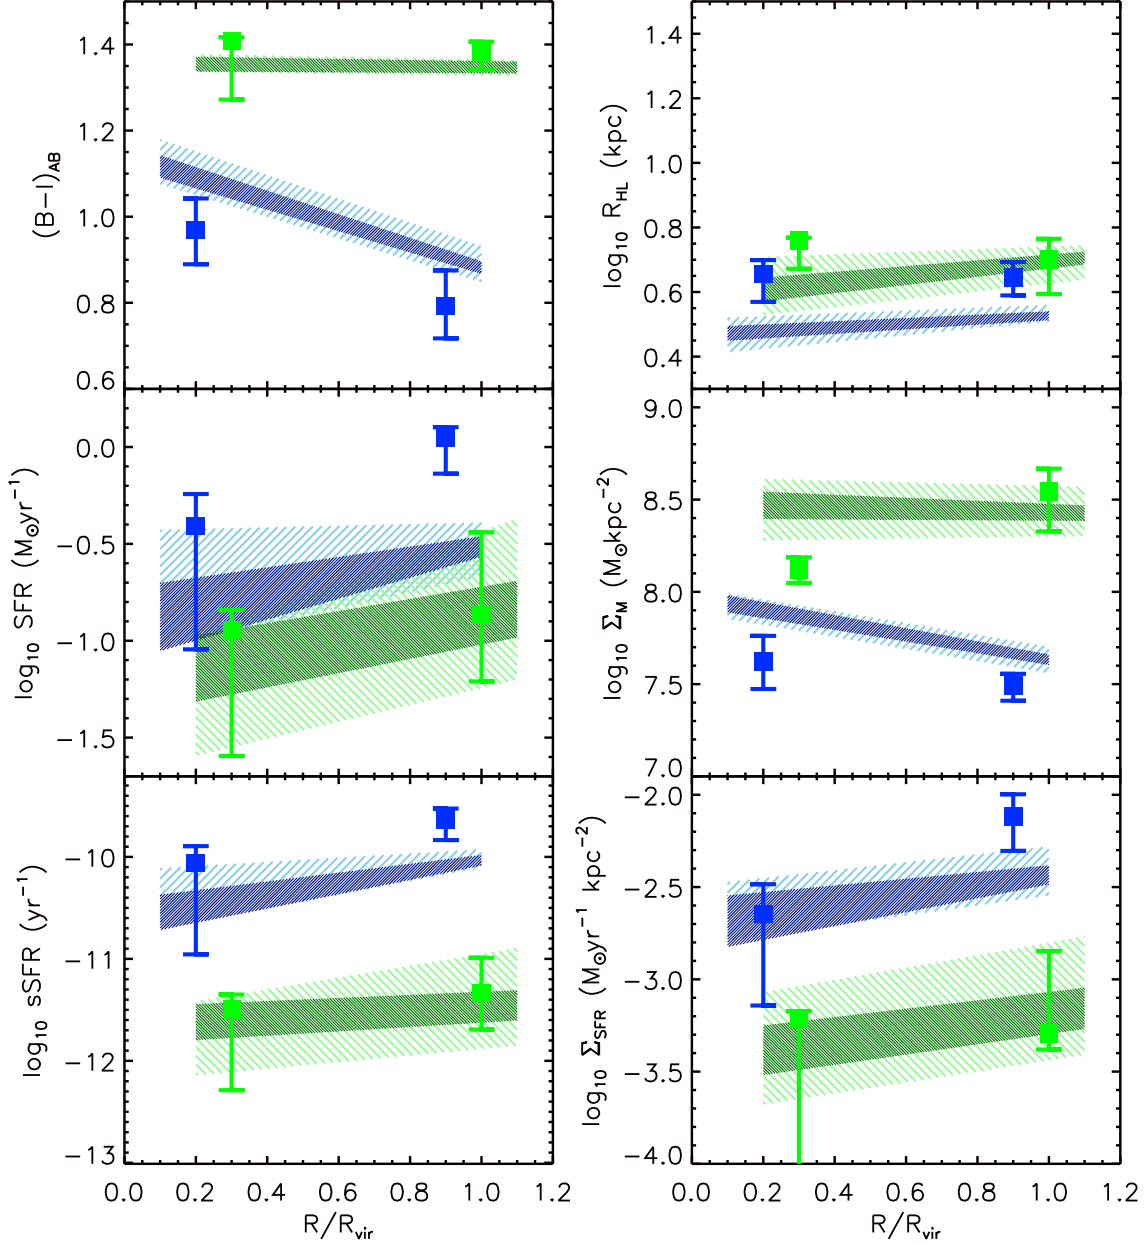 1.4
1.2
1.0
0.8
0.6
(B−I)AB
1.4
1.2
1.0
0.8
0.6
0.4
log10 RHL (kpc)
0.0
−0.5
−1.0
−1.5
log10 SFR (M⊙yr−1)
9.0
8.5
8.0
7.5
7.0
log10 ΣM (M⊙kpc−2)
−10
−11
−12
−13
log10 sSFR (yr−1)
−2.0
−2.5
−3.0
−3.5
−4.0
log10 ΣSFR (M⊙yr−1 kpc−2)
0.0 0.2 0.4 0.6 0.8 1.0 1.2
R/Rvir
0.0 0.2 0.4 0.6 0.8 1.0 1.2
R/Rvir